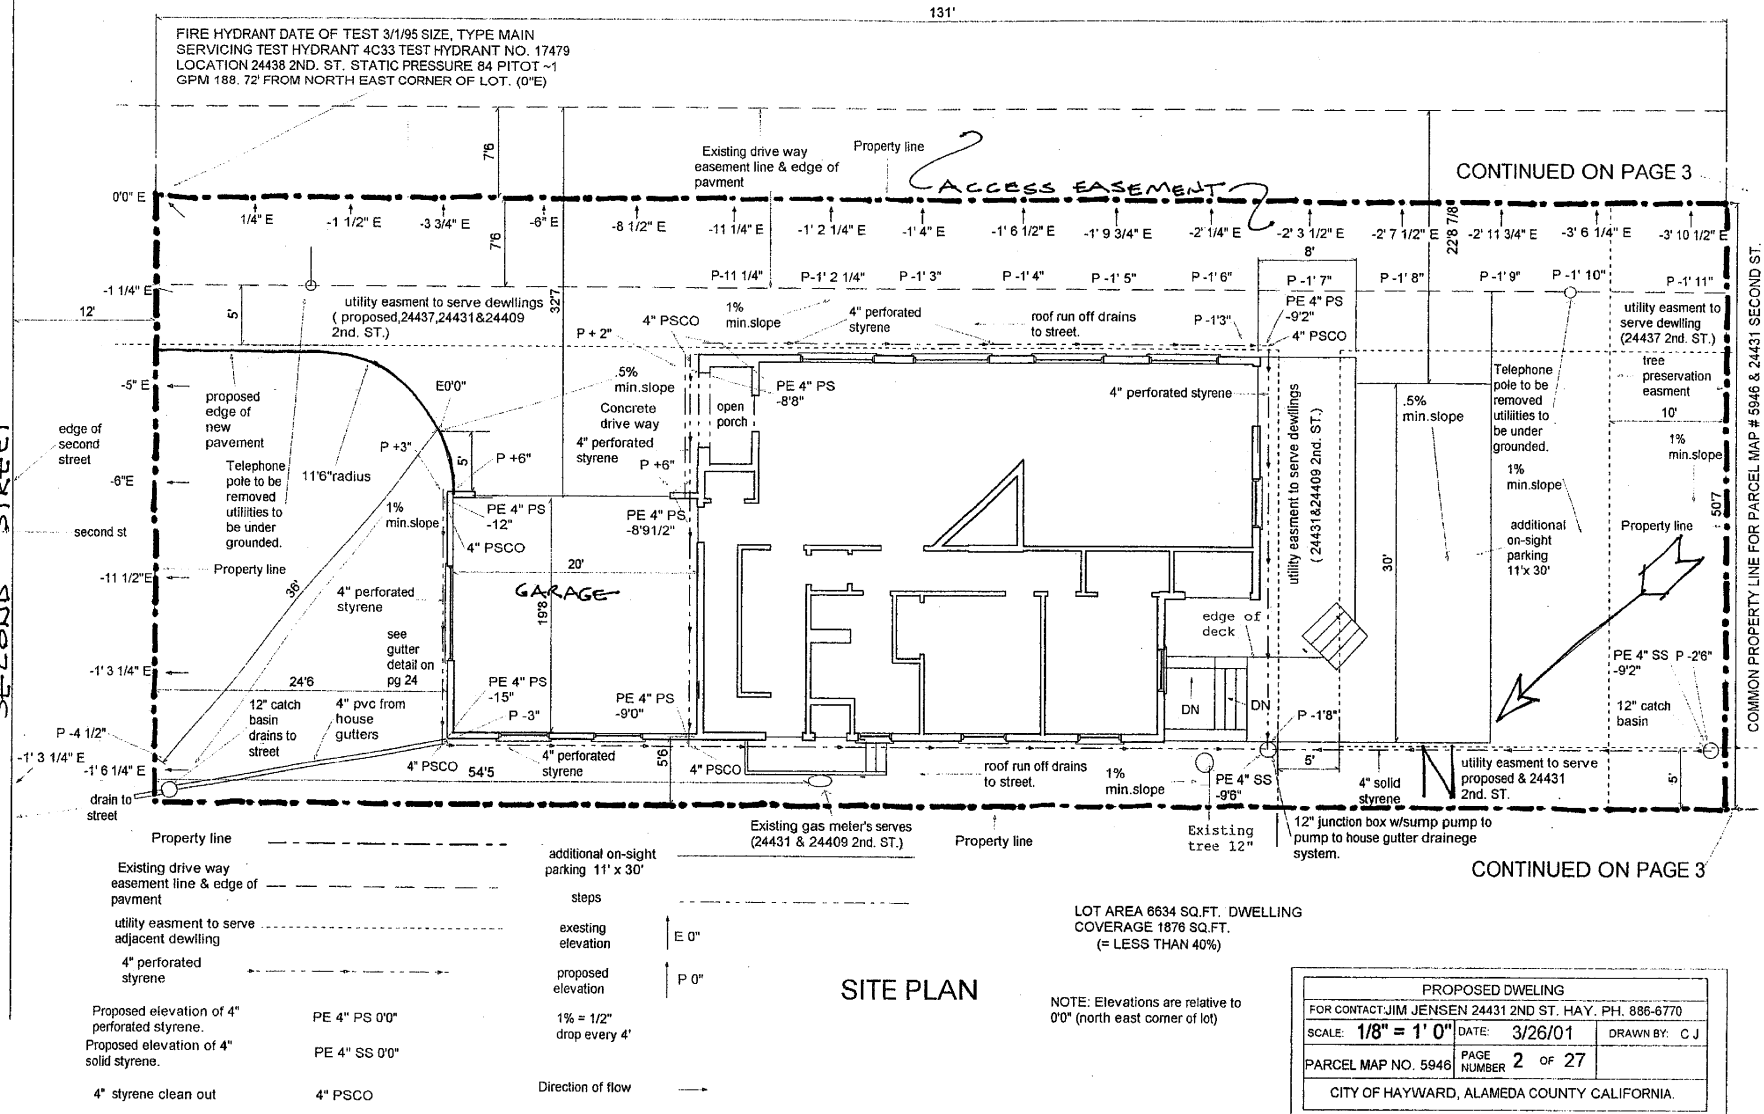 131'
FIRE HYDRANT DATE OF TEST 3/1/95 SIZE, TYPE MAIN
SERVICING TEST HYDRANT 4C33 TEST HYDRANT NO. 17479
LOCATION 24438 2ND. ST. STATIC PRESSURE 84 PITOT ~1
GPM 188. 72' FROM NORTH EAST CORNER OF LOT. (0"E)
7'6
Existing drive way
easement line & edge of
pavment
Property line
ACCESS EASEMENT
CONTINUED ON PAGE 3
0'0" E
1/4" E
-1 1/2" E
-3 3/4" E
-6" E
-8 1/2" E
-11 1/4" E
-1' 2 1/4" E
-1' 4" E
-1' 6 1/2" E
-1' 9 3/4" E
-2' 1/4" E
-2' 3 1/2" E
-2' 7 1/2" E
-2' 11 3/4" E
-3' 6 1/4" E
-3' 10 1/2" E
7'6
22'8 7/8
8'
P-11 1/4"
P-1' 2 1/4"
P -1' 3"
P -1' 4"
P -1' 5"
P -1' 6"
P -1' 7"
P -1' 8"
P -1' 9"
P -1' 10"
P -1' 11"
-1 1/4" E
12'
5'
utility easment to serve dewllings
( proposed,24437,24431&24409
2nd. ST.)
32'7
P + 2"
4" PSCO
1%
min.slope
4" perforated
styrene
roof run off drains
to street.
P -1'3"
PE 4" PS
-9'2"
4" PSCO
utility easment to
serve dewlling
(24437 2nd. ST.)
-5" E
proposed
edge of
new
pavement
E0'0"
.5%
min.slope
Concrete
drive way
4" perforated
styrene
open
porch
PE 4" PS
-8'8"
4" perforated styrene
utility easment to serve dewllings
( 24431&24409 2nd. ST.)
.5%
min.slope
Telephone
pole to be
removed
utiliities to
be under
grounded.
tree
preservation
easment
10'
1%
min.slope
edge of
second
street
P +3"
5'
P +6"
P +6"
-6"E
Telephone
pole to be
removed
utiliities to
be under
grounded.
11'6"radius
1%
min.slope
PE 4" PS
-12"
PE 4" PS
-8'91/2"
1%
min.slope
50'7
second st
4" PSCO
additional
on-sight
parking
11'x 30'
Property line
-11 1/2"E
Property line
36'
4" perforated
styrene
20'
GARAGE
19'8
30'
SECOND STREET
see
gutter
detail on
pg 24
edge of
deck
-1' 3 1/4" E
24'6
PE 4" PS
-15"
P -3"
PE 4" PS
-9'0"
DN
DN
P -1'8"
PE 4" SS
-9'2"
P -2'6"
12" catch
basin
12" catch
basin
drains to
street
4" pvc from
house
gutters
P -4 1/2"
-1' 3 1/4" E
-1' 6 1/4" E
4" PSCO
54'5
4" perforated
styrene
5'6
4" PSCO
roof run off drains
to street.
1%
min.slope
PE 4" SS
-9'6"
5'
4" solid
styrene
N
utility easment to serve
proposed & 24431
2nd. ST.
5'
COMMON PROPERTY LINE FOR PARCEL MAP # 5946 & 24431 SECOND ST.
drain to
street
Existing gas meter's serves
(24431 & 24409 2nd. ST.)
Property line
Existing
tree 12"
12" junction box w/sump pump to
pump to house gutter drainege
system.
CONTINUED ON PAGE 3
Property line
Existing drive way
easement line & edge of
pavment
utility easment to serve
adjacent dewlling
4" perforated
styrene
Proposed elevation of 4"
perforated styrene.
PE 4" PS 0'0"
Proposed elevation of 4"
solid styrene.
PE 4" SS 0'0"
4" styrene clean out
4" PSCO
additional on-sight
parking 11' x 30'
steps
exesting
elevation
E 0"
proposed
elevation
P 0"
1% = 1/2"
drop every 4'
Direction of flow
SITE PLAN
LOT AREA 6634 SQ.FT. DWELLING
COVERAGE 1876 SQ.FT.
(= LESS THAN 40%)
NOTE: Elevations are relative to
0'0" (north east corner of lot)
PROPOSED DWELING
FOR CONTACT:JIM JENSEN 24431 2ND ST. HAY. PH. 886-6770
SCALE: 1/8" = 1' 0" DATE: 3/26/01 DRAWN BY: C J
PARCEL MAP NO. 5946 PAGE NUMBER 2 OF 27
CITY OF HAYWARD, ALAMEDA COUNTY CALIFORNIA.